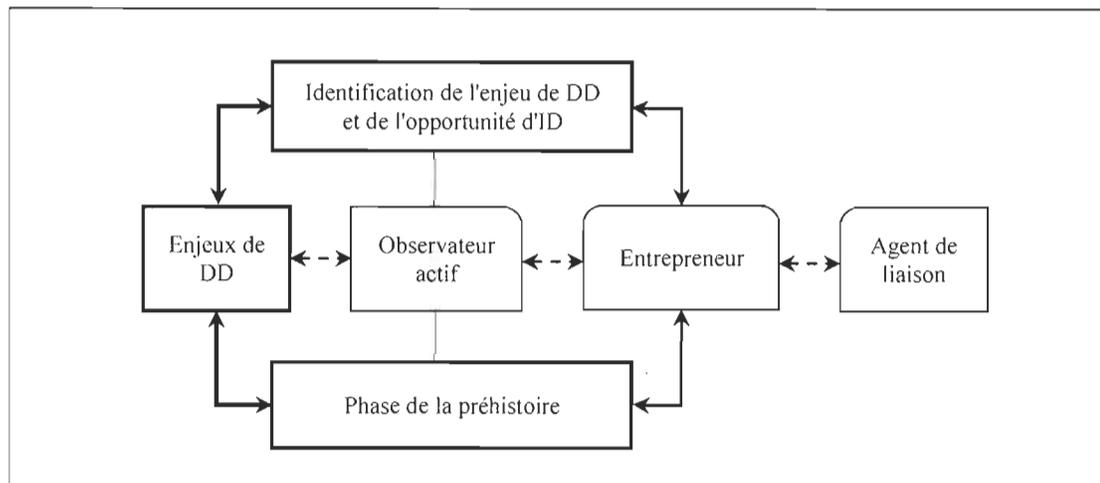 Identification de l'enjeu de DD
et de l'opportunité d'ID
Enjeux de
DD
Observateur
actif
Entrepreneur
Agent de
liaison
Phase de la préhistoire